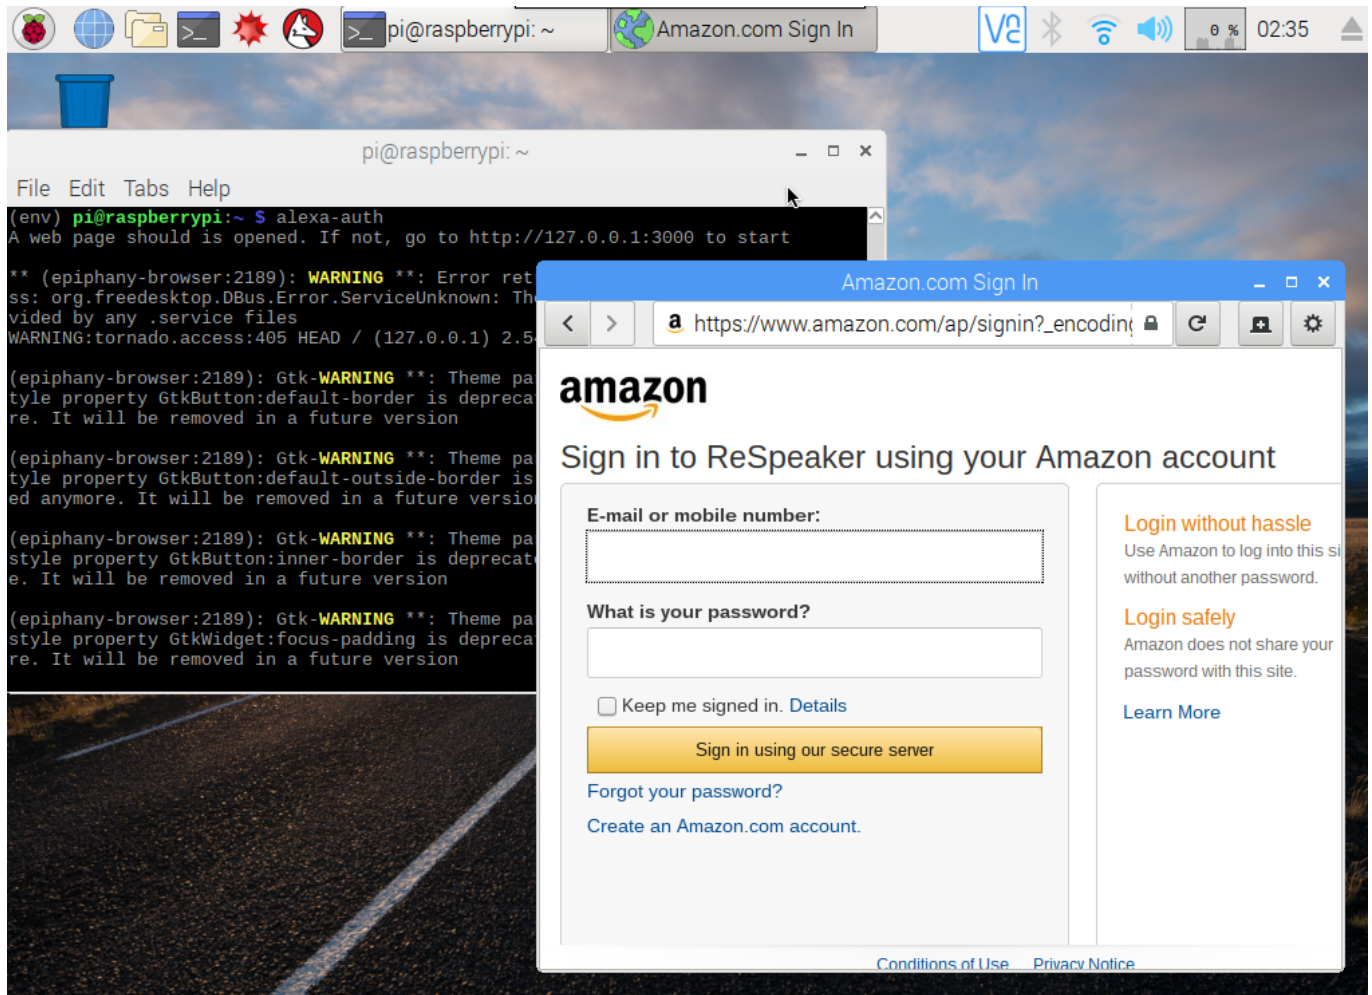 pi@raspberrypi: ~
Amazon.com Sign In
0 %
02:35
pi@raspberrypi: ~
File Edit Tabs Help
(env) pi@raspberrypi:~ $ alexa-auth
A web page should is opened. If not, go to http://127.0.0.1:3000 to start
** (epiphany-browser:2189): WARNING **: Error ret
ss: org.freedesktop.DBus.Error.ServiceUnknown: Th
vided by any .service files
WARNING:tornado.access:405 HEAD / (127.0.0.1) 2.5
(epiphany-browser:2189): Gtk-WARNING **: Theme pa
tyle property GtkButton:default-border is depreca
re. It will be removed in a future version
(epiphany-browser:2189): Gtk-WARNING **: Theme pa
tyle property GtkButton:default-outside-border is
ed anymore. It will be removed in a future versio
(epiphany-browser:2189): Gtk-WARNING **: Theme pa
style property GtkButton:inner-border is deprecat
e. It will be removed in a future version
(epiphany-browser:2189): Gtk-WARNING **: Theme pa
style property GtkWidget:focus-padding is depreca
re. It will be removed in a future version
Amazon.com Sign In
https://www.amazon.com/ap/signin?_encoding
amazon
Sign in to ReSpeaker using your Amazon account
E-mail or mobile number:
What is your password?
Keep me signed in. Details
Sign in using our secure server
Forgot your password?
Create an Amazon.com account.
Login without hassle
Use Amazon to log into this si
without another password.
Login safely
Amazon does not share your
password with this site.
Learn More
Conditions of Use Privacy Notice